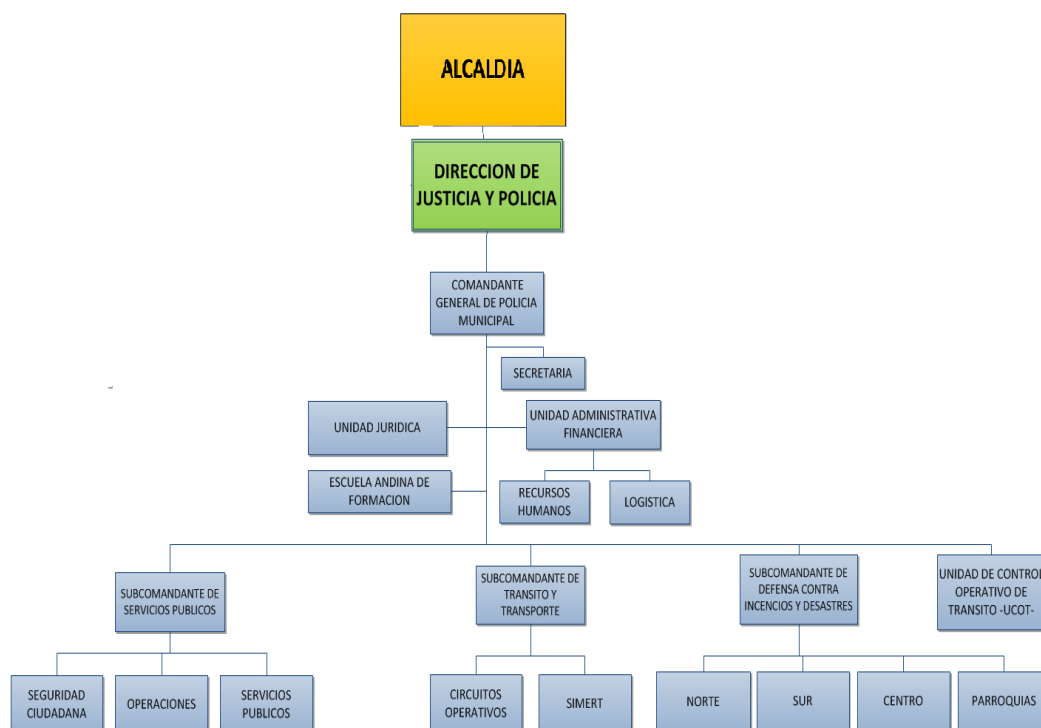 ALCALDIA
DIRECCION DE
JUSTICIA Y POLICIA
COMANDANTE
GENERAL DE POLICIA
MUNICIPAL
SECRETARIA
UNIDAD JURIDICA
UNIDAD ADMINISTRATIVA
FINANCIERA
ESCUELA ANDINA DE
FORMACION
RECURSOS
HUMANOS
LOGISTICA
SUBCOMANDANTE DE
SERVICIOS PUBLICOS
SUBCOMANDANTE DE
TRANSITO Y
TRANSPORTE
SUBCOMANDANTE DE
DEFENSA CONTRA
INCENCIOS Y DESASTRES
UNIDAD DE CONTROL
OPERATIVO DE
TRANSITO -UCOT-
SEGURIDAD
CIUDADANA
OPERACIONES
SERVICIOS
PUBLICOS
CIRCUITOS
OPERATIVOS
SIMERT
NORTE
SUR
CENTRO
PARROQUIAS